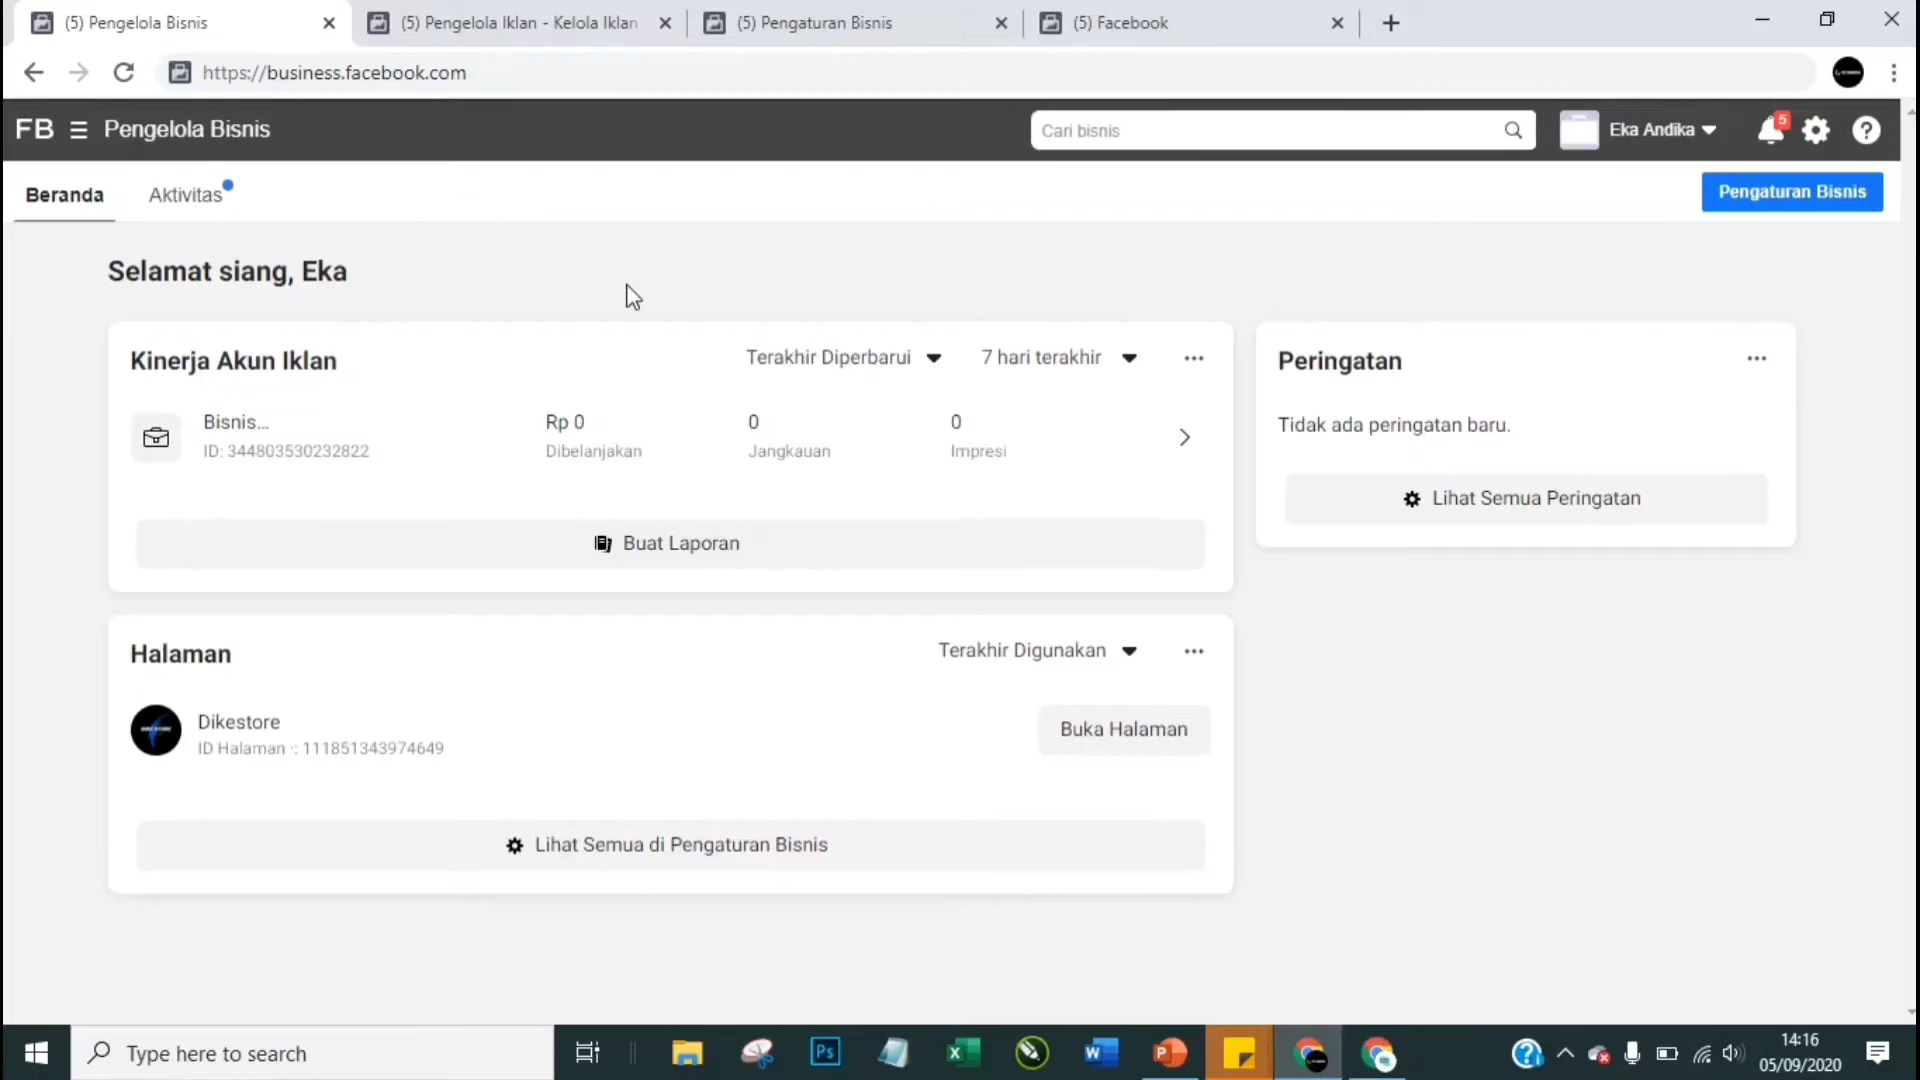 (5) Pengelola Bisnis
(5) Pengelola Iklan - Kelola Iklan
(5) Pengaturan Bisnis
(5) Facebook
https://business.facebook.com
FB Pengelola Bisnis
Cari bisnis
Eka Andika
5
Beranda
Aktivitas
Pengaturan Bisnis
Selamat siang, Eka
Kinerja Akun Iklan
Terakhir Diperbarui
7 hari terakhir
Bisnis...
ID: 344803530232822
Rp 0
Dibelanjakan
0
Jangkauan
0
Impresi
Buat Laporan
Peringatan
Tidak ada peringatan baru.
Lihat Semua Peringatan
Halaman
Terakhir Digunakan
Dikestore
ID Halaman : 111851343974649
Buka Halaman
Lihat Semua di Pengaturan Bisnis
Type here to search
Ps
14:16
05/09/2020